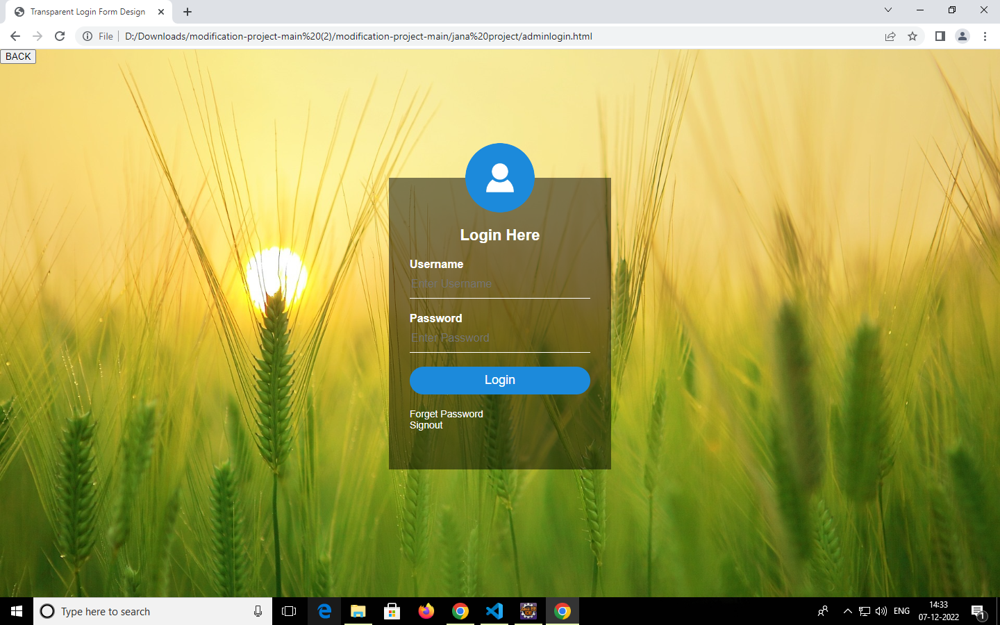 Transparent Login Form Design
File
D:/Downloads/modification-project-main%20(2)/modification-project-main/jana%20project/adminlogin.html
BACK
Login Here
Username
Enter Username
Password
Enter Password
Login
Forget Password
Signout
Type here to search
ENG
14:33
07-12-2022
1